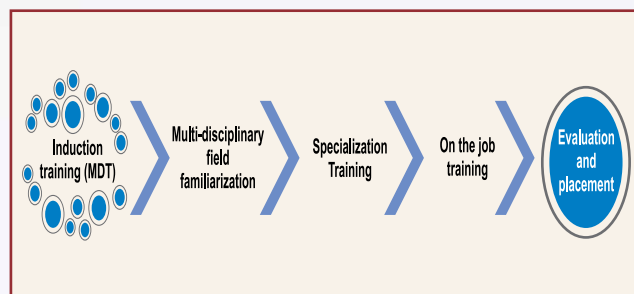 Induction
training (MDT)
Multi-disciplinary
field
familiarization
Specialization
Training
On the job
training
Evaluation
and
placement